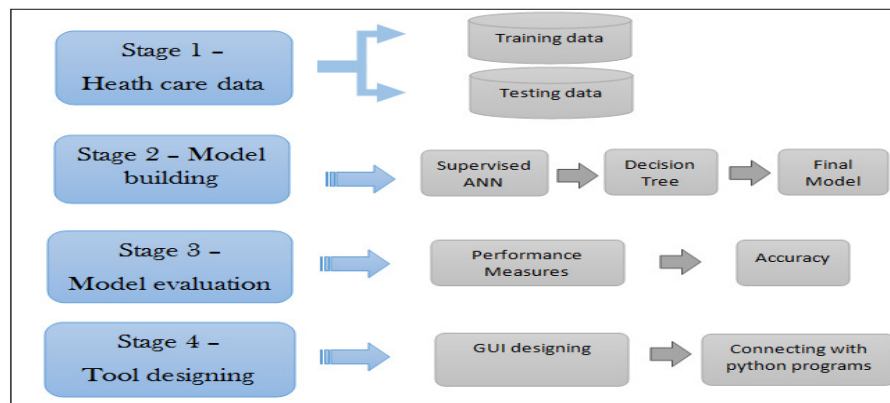 Stage 1 –
Heath care data
Training data
Testing data
Stage 2 – Model
building
Supervised
ANN
Decision
Tree
Final
Model
Stage 3 –
Model evaluation
Performance
Measures
Accuracy
Stage 4 –
Tool designing
GUI designing
Connecting with
python programs